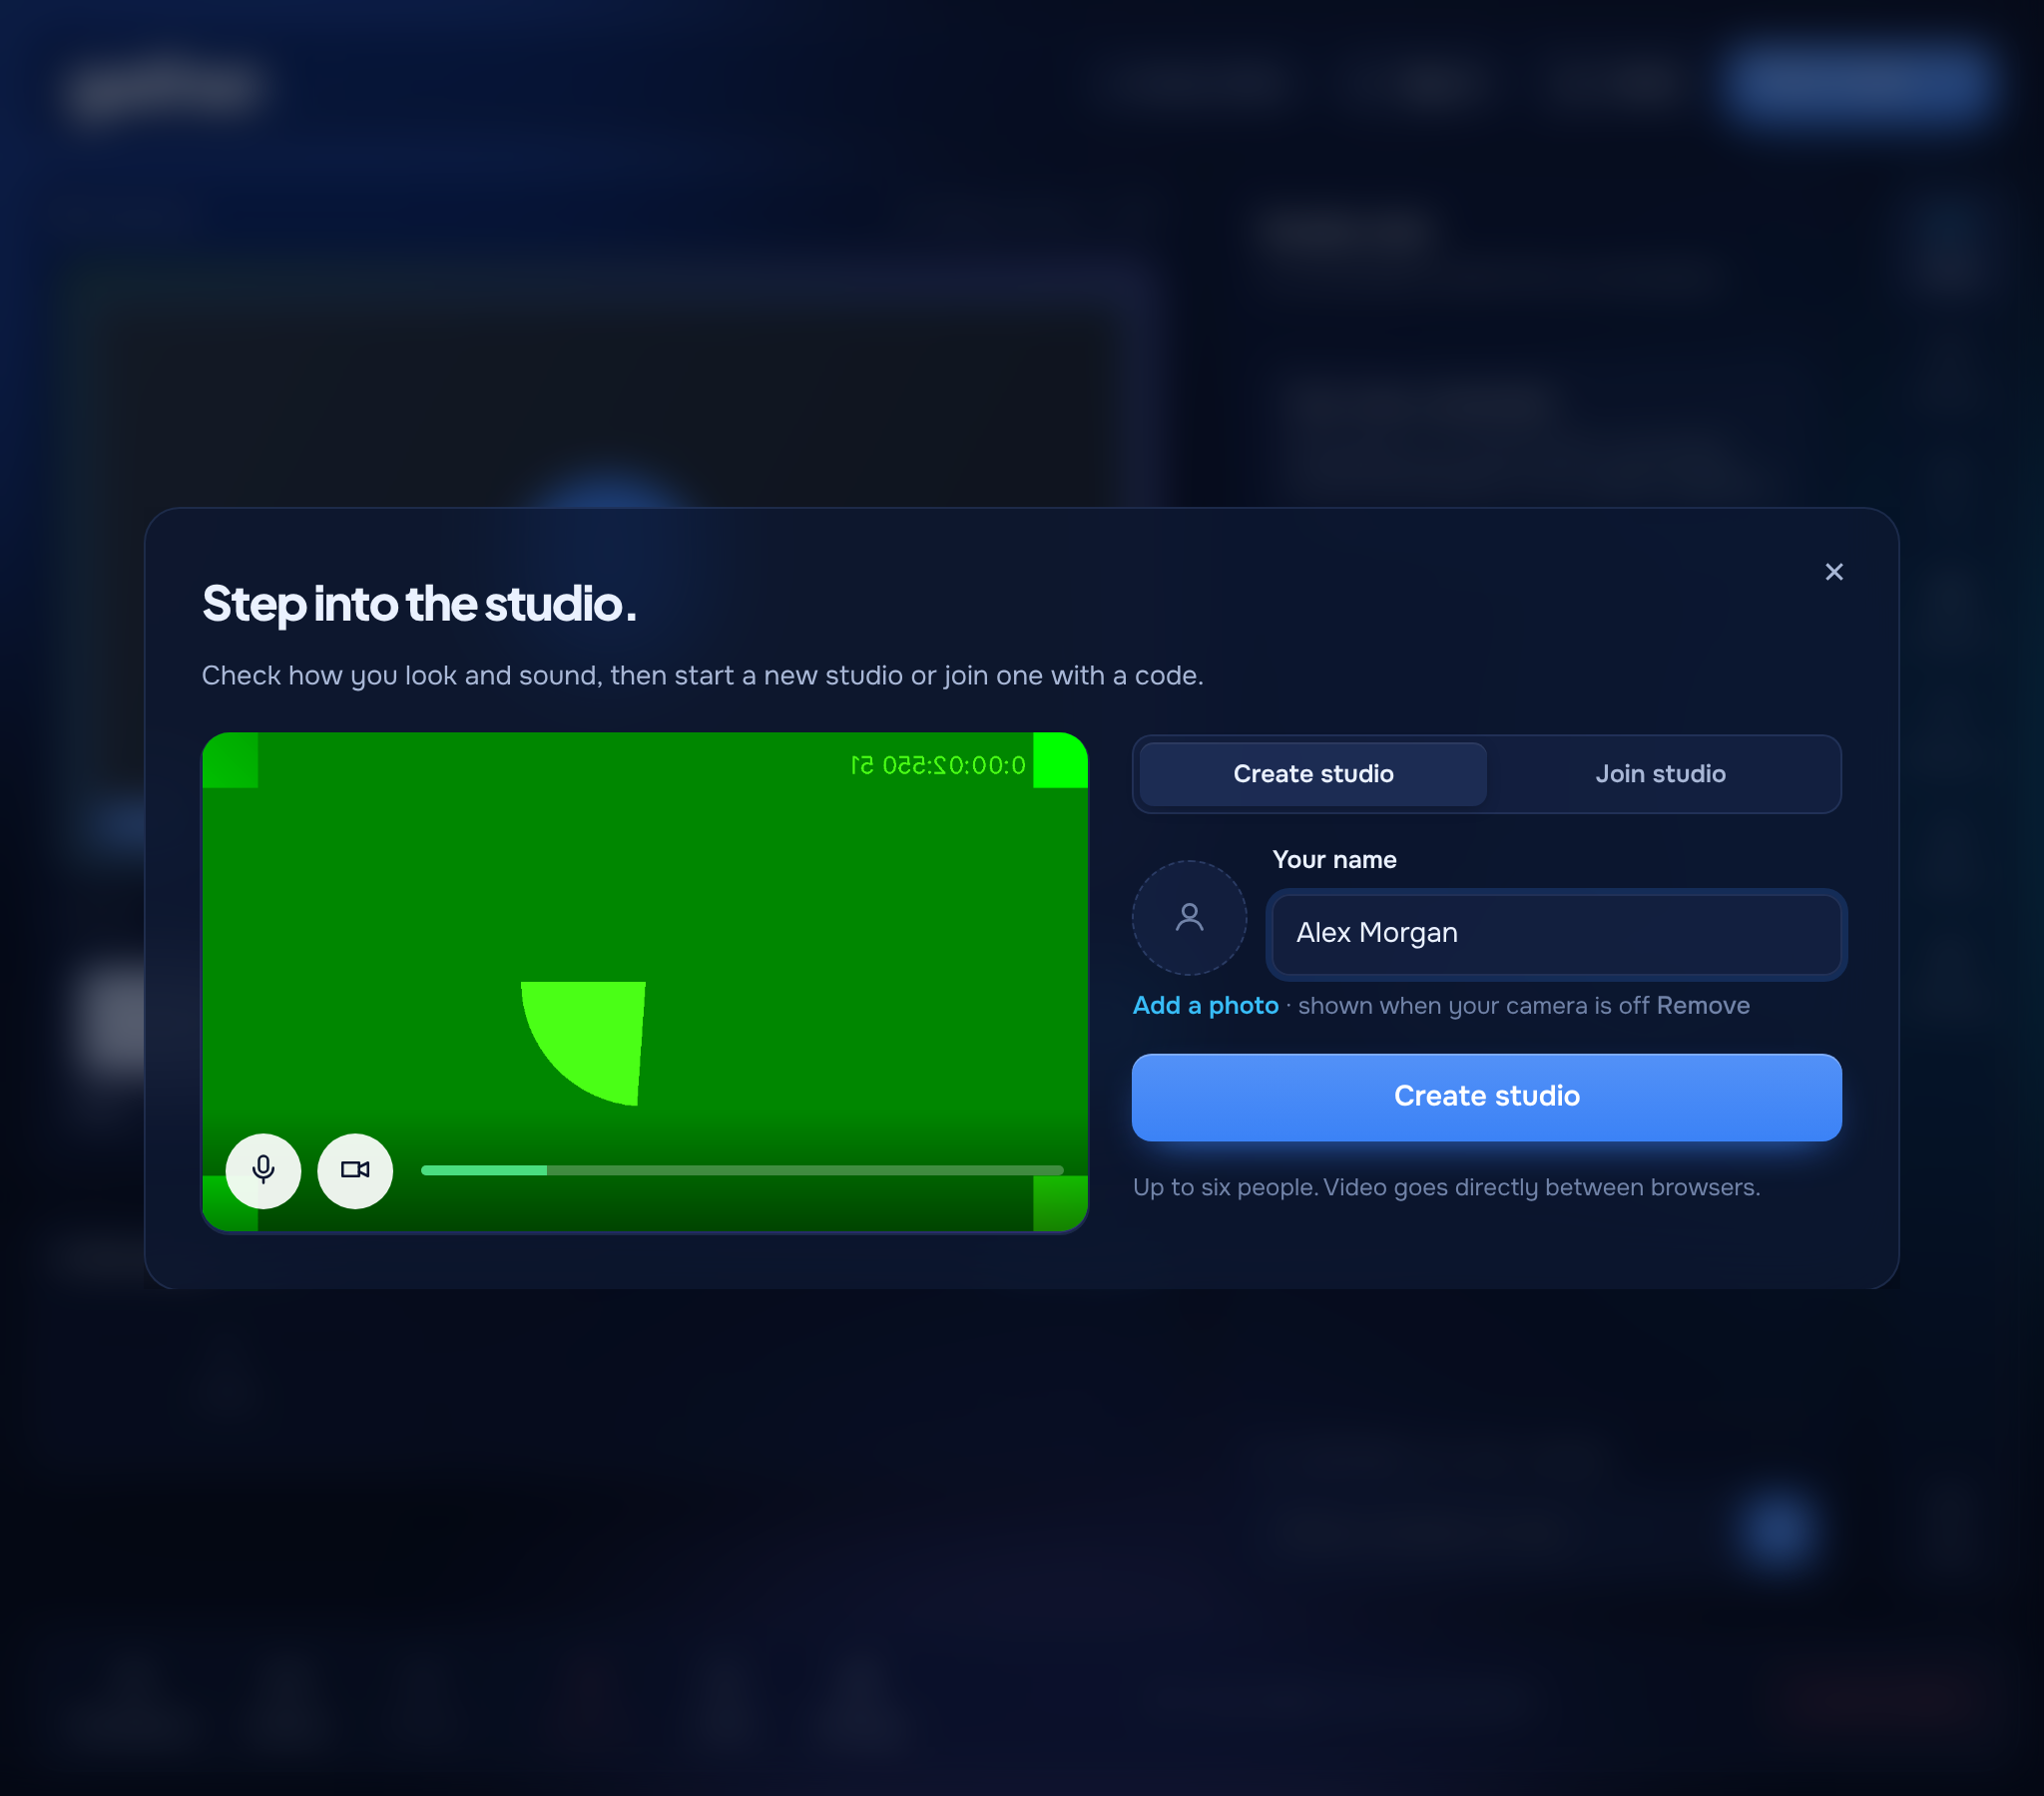 Step into the studio.
Check how you look and sound, then start a new studio or join one with a code.
0:00:02:550 51
Create studio
Join studio
Your name
Alex Morgan
Add a photo · shown when your camera is off Remove
Create studio
Up to six people. Video goes directly between browsers.